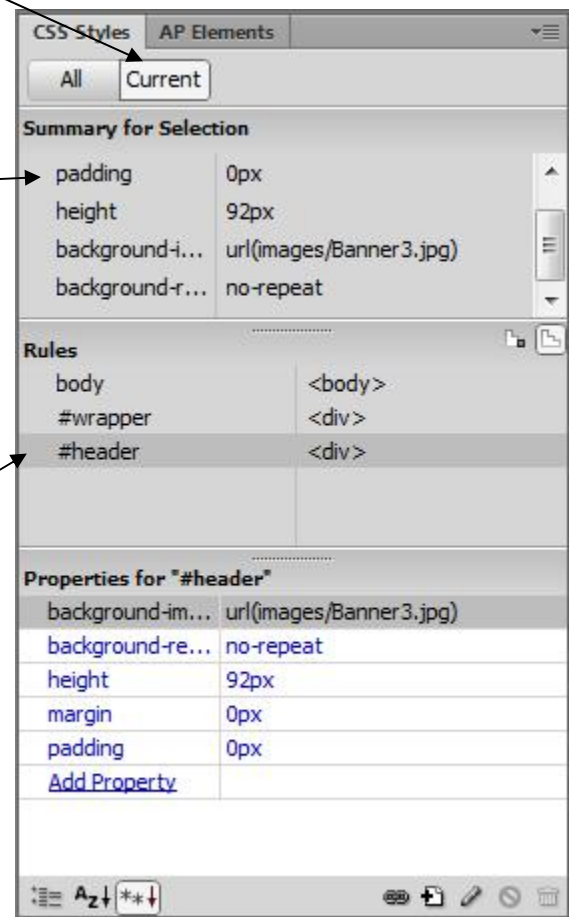 CSS Styles AP Elements
All Current
Summary for Selection
padding 0px
height 92px
background-i... url(images/Banner3.jpg)
background-r... no-repeat
Rules
body <body>
#wrapper <div>
#header <div>
Properties for "#header"
background-im... url(images/Banner3.jpg)
background-re... no-repeat
height 92px
margin 0px
padding 0px
Add Property
Az↓ **↓